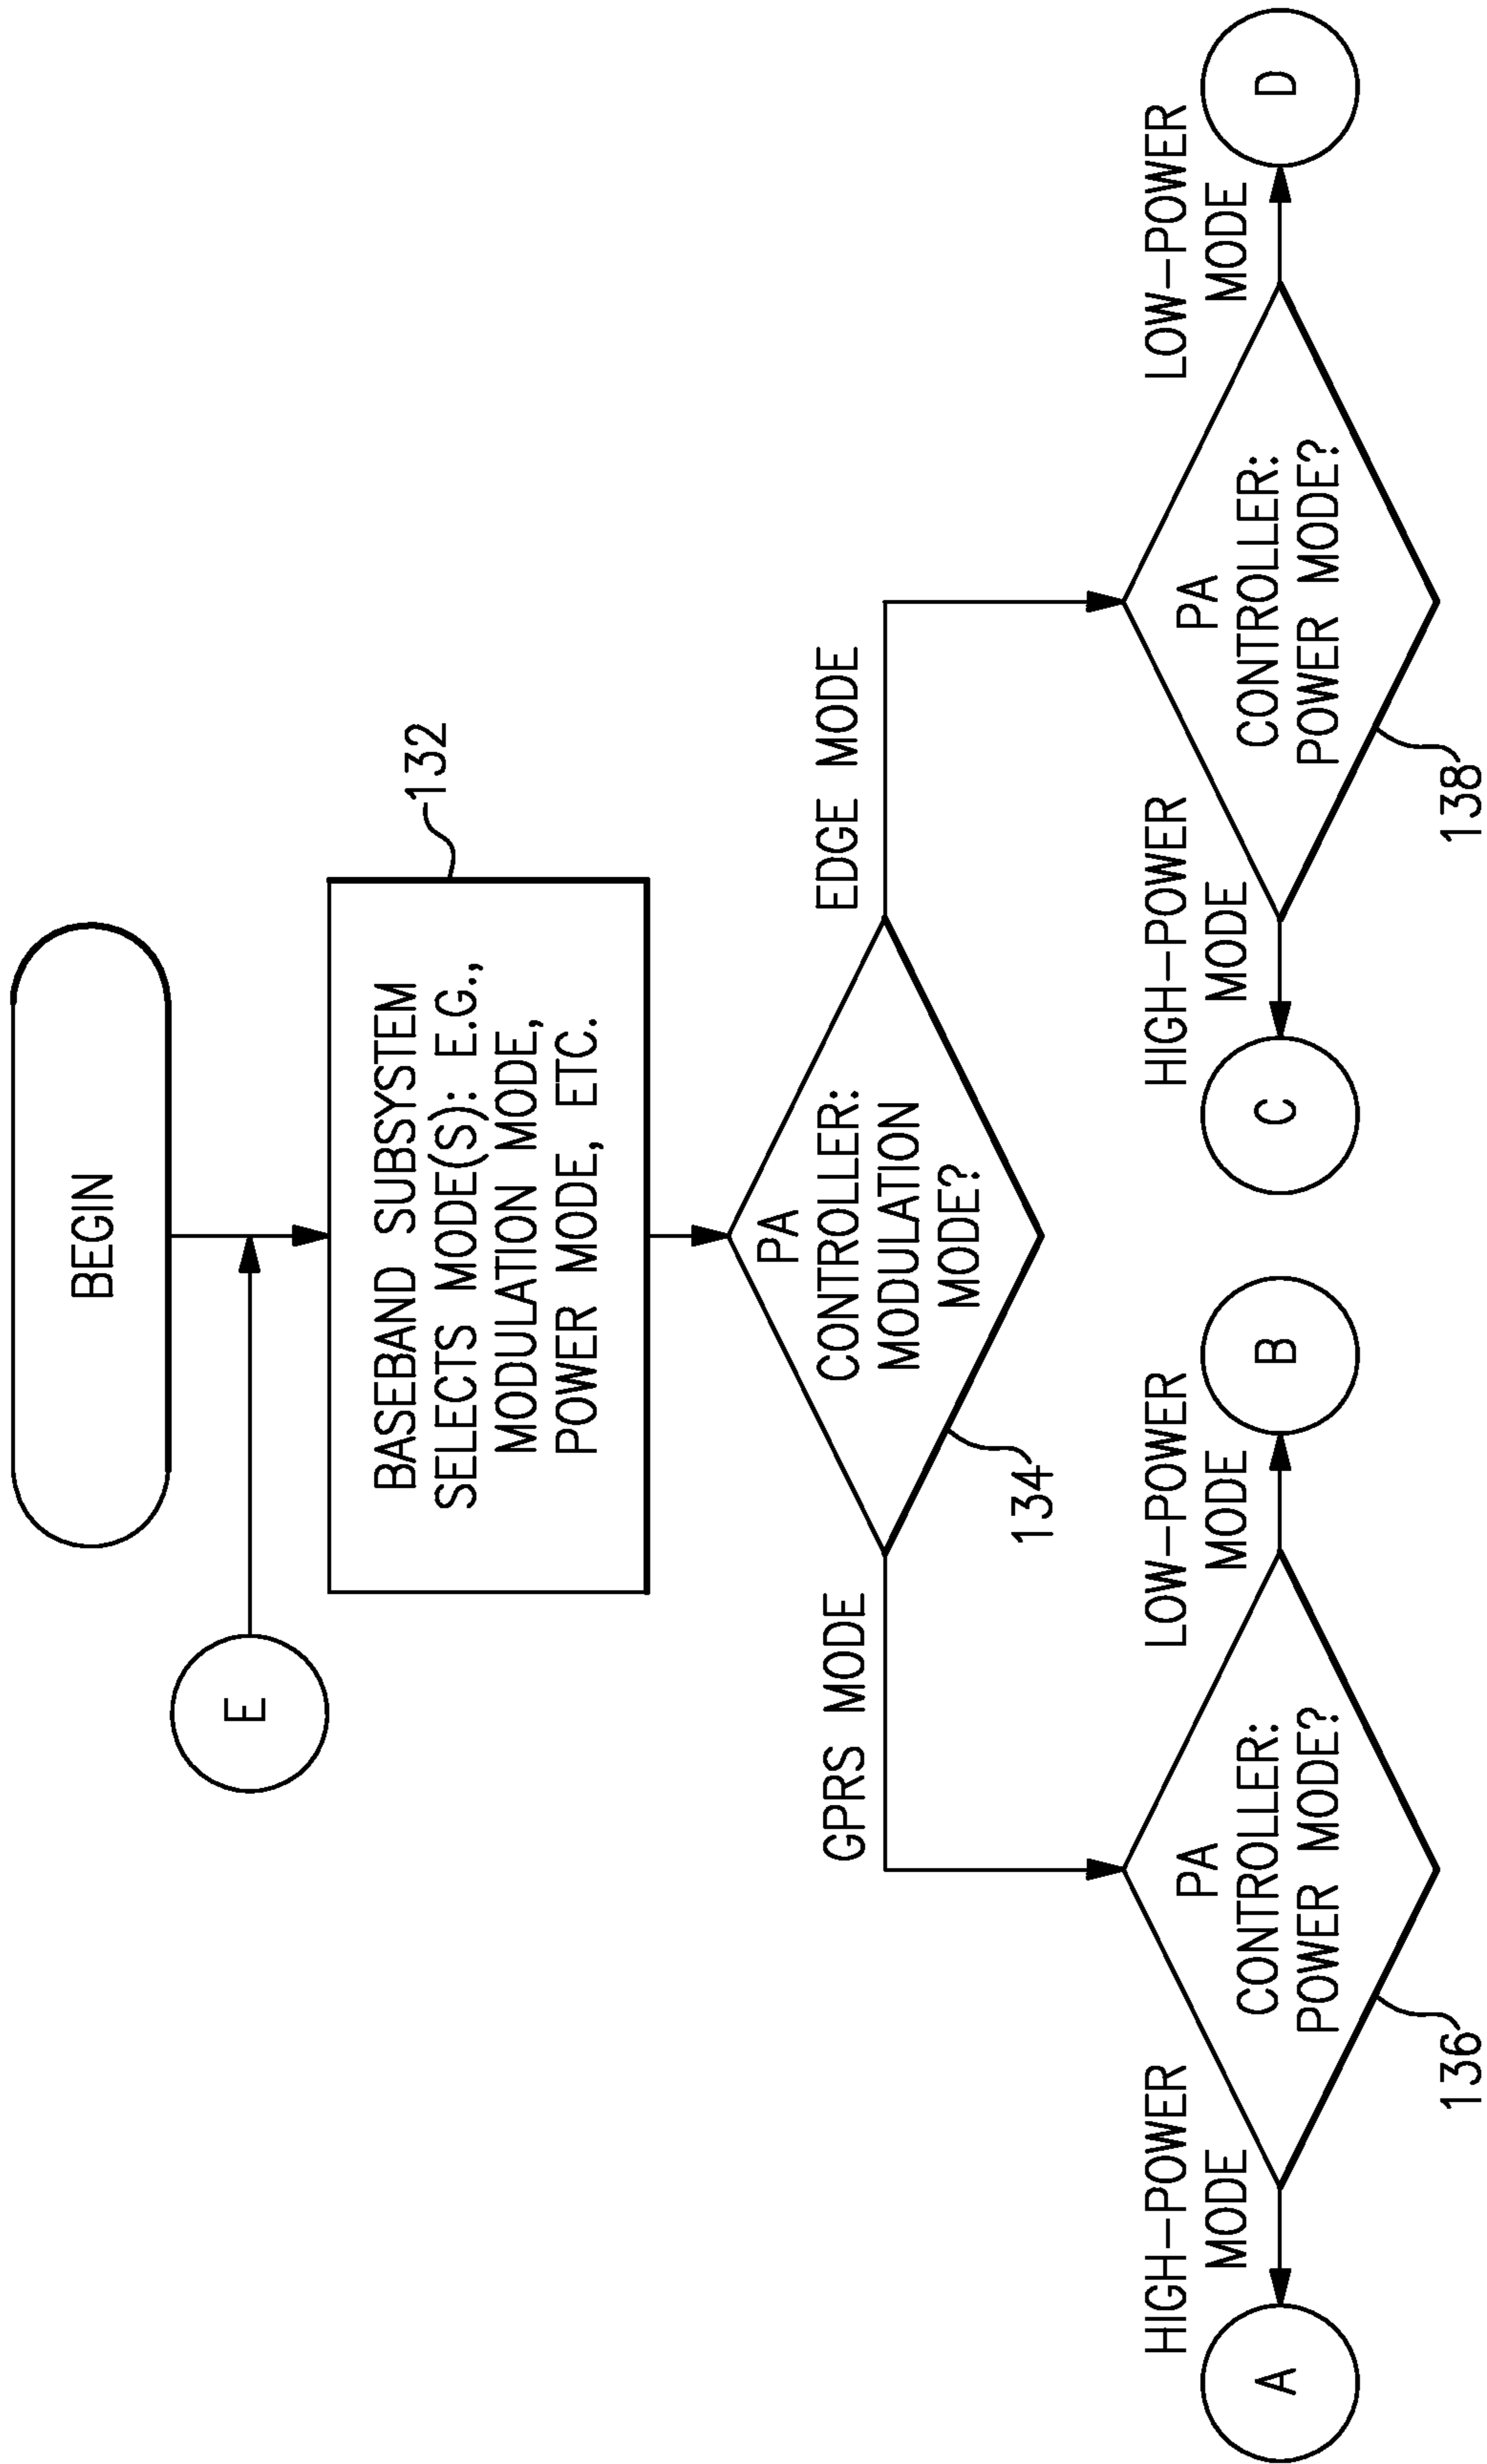 BEGIN
E
BASEBAND SUBSYSTEM
SELECTS MODE(S): E.G.,
MODULATION MODE,
POWER MODE, ETC.
132
PA
CONTROLLER:
MODULATION
MODE?
134
GPRS MODE
EDGE MODE
HIGH-POWER
MODE
A
PA
CONTROLLER:
POWER MODE?
136
LOW-POWER
MODE
B
HIGH-POWER
MODE
C
PA
CONTROLLER:
POWER MODE?
138
LOW-POWER
MODE
D